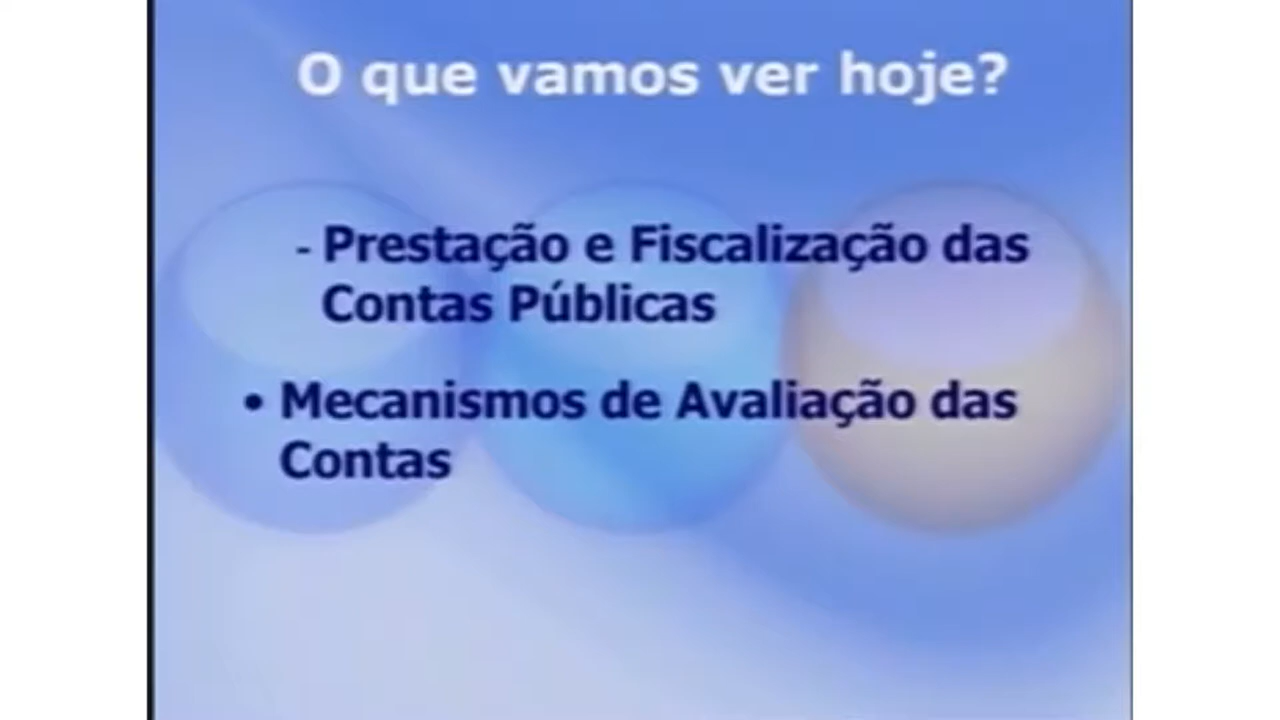 O que vamos ver hoje?
- Prestação e Fiscalização das
Contas Públicas
• Mecanismos de Avaliação das
Contas